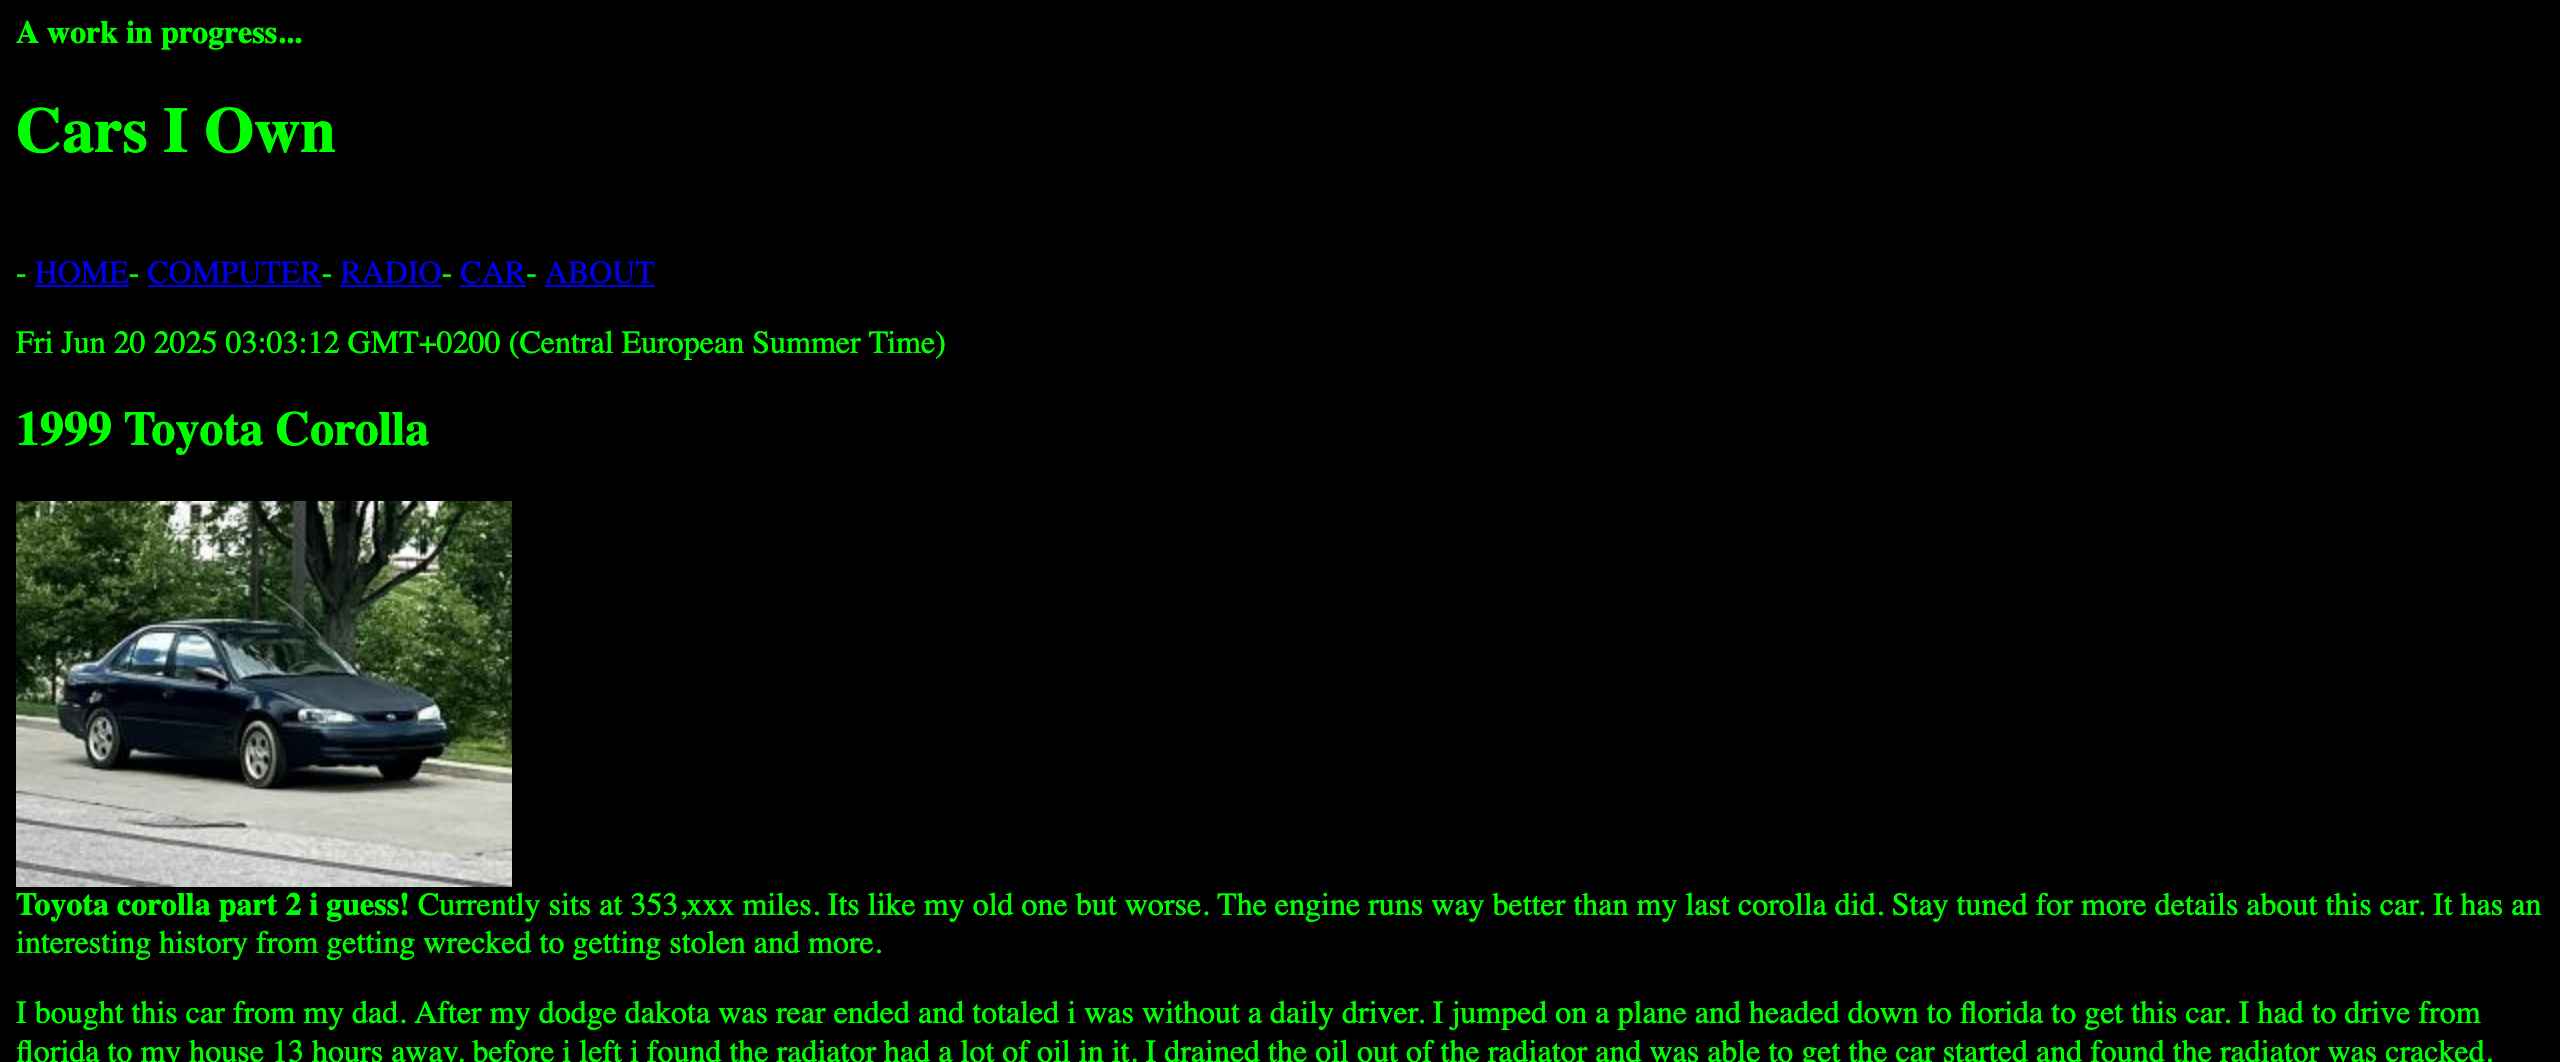 A work in progress...
Cars I Own
- HOME- COMPUTER- RADIO- CAR- ABOUT
Fri Jun 20 2025 03:03:12 GMT+0200 (Central European Summer Time)
1999 Toyota Corolla
Toyota corolla part 2 i guess! Currently sits at 353,xxx miles. Its like my old one but worse. The engine runs way better than my last corolla did. Stay tuned for more details about this car. It has an
interesting history from getting wrecked to getting stolen and more.
I bought this car from my dad. After my dodge dakota was rear ended and totaled i was without a daily driver. I jumped on a plane and headed down to florida to get this car. I had to drive from
florida to my house 13 hours away. before i left i found the radiator had a lot of oil in it. I drained the oil out of the radiator and was able to get the car started and found the radiator was cracked.